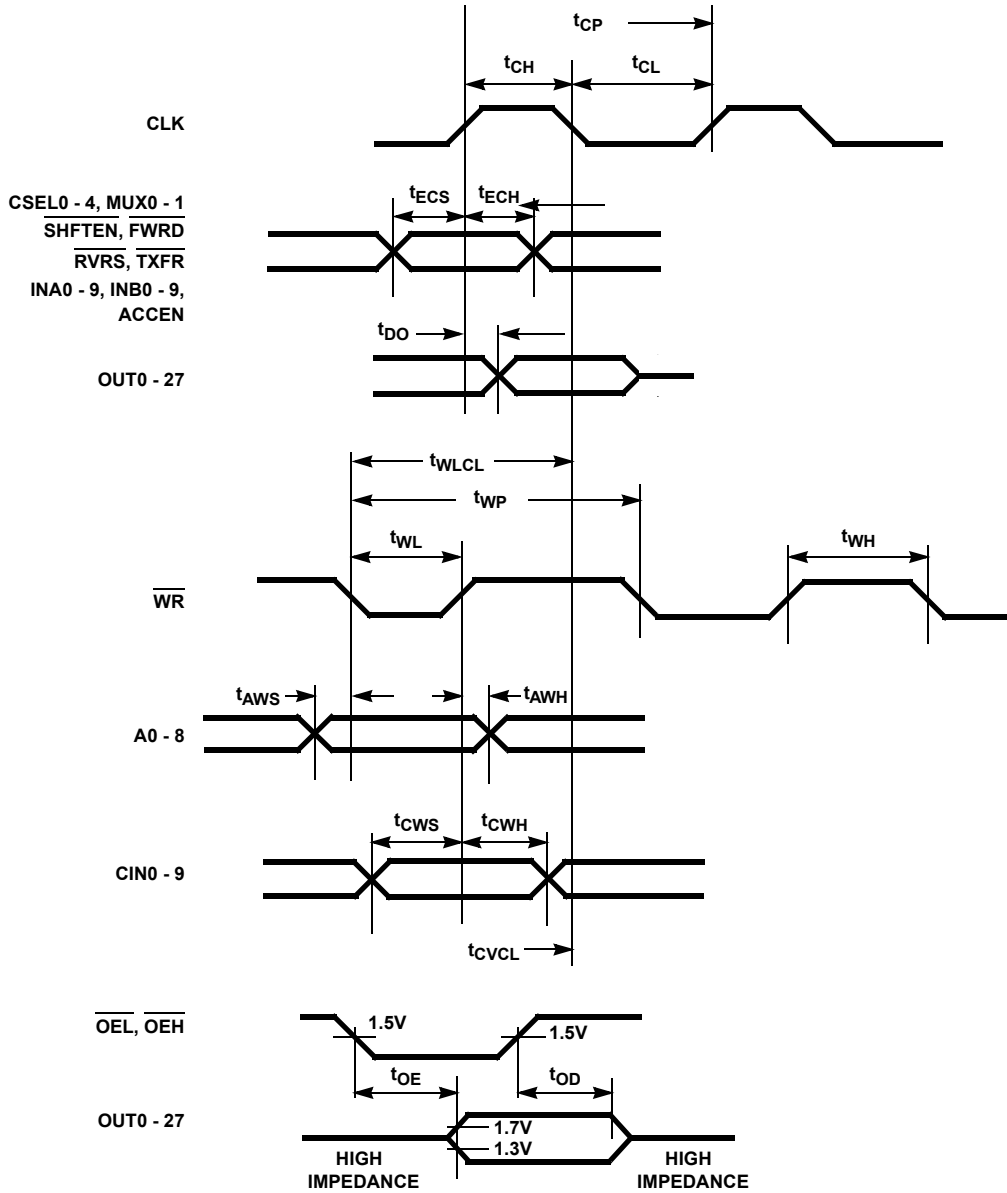 tCP
tCH
tCL
CLK
CSEL0 - 4, MUX0 - 1
SHFTEN, FWRD
RVRS, TXFR
INA0 - 9, INB0 - 9,
ACCEN
tECS
tECH
tDO
OUT0 - 27
tWLCL
tWP
tWL
tWH
WR
tAWS
tAWH
A0 - 8
tCWS
tCWH
CIN0 - 9
tCVCL
OEL, OEH
1.5V
1.5V
tOE
tOD
OUT0 - 27
1.7V
1.3V
HIGH
IMPEDANCE
HIGH
IMPEDANCE